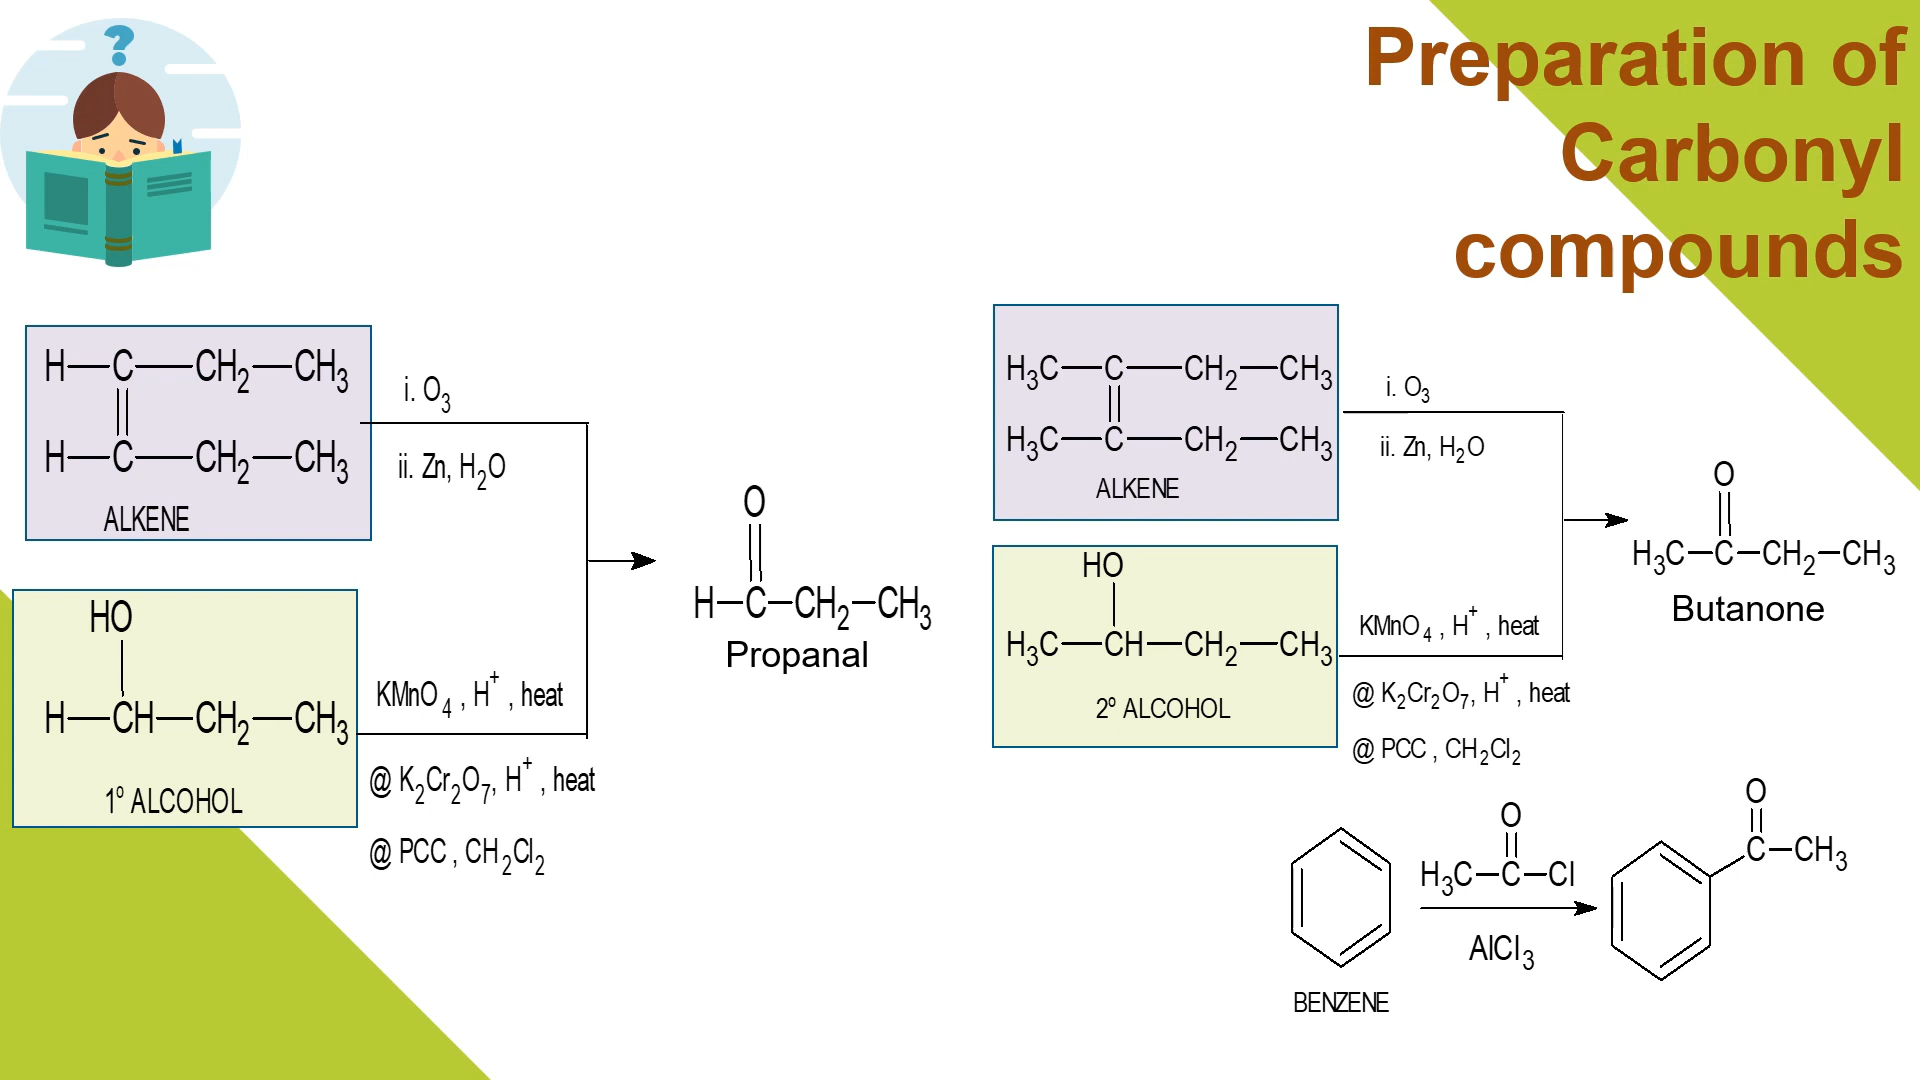 ?
Preparation of
Carbonyl
compounds
H—C—CH2—CH3
H—C—CH2—CH3
ALKENE
i. O3
ii. Zn, H2O
HO
H—CH—CH2—CH3
1º ALCOHOL
KMnO4 , H+ , heat
@ K2Cr2O7, H+ , heat
@ PCC , CH2Cl2
O
H—C—CH2—CH3
Propanal
H3C—C—CH2—CH3
H3C—C—CH2—CH3
ALKENE
i. O3
ii. Zn, H2O
HO
H3C—CH—CH2—CH3
2º ALCOHOL
KMnO4 , H+ , heat
@ K2Cr2O7, H+ , heat
@ PCC , CH2Cl2
O
H3C—C—CH2—CH3
Butanone
BENZENE
O
H3C—C—Cl
AlCl3
O
C—CH3